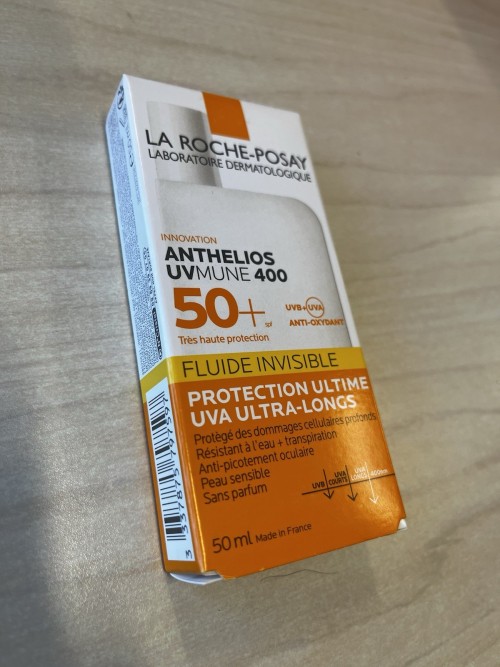 LA ROCHE-POSAY
LABORATOIRE DERMATOLOGIQUE
INNOVATION
ANTHELIOS
UVMUNE 400
50+
Très haute protection
UVB+UVA
ANTI-OXYDANT
FLUIDE INVISIBLE
PROTECTION ULTIME
UVA ULTRA-LONGS
Protégé des dommages cellulaires profonds
Résistant à l'eau + transpiration
Anti-picotement oculaire
Peau sensible
Sans parfum
UVB
UVA COURTS
UVA LONGS
400nm
50 ml Made in France